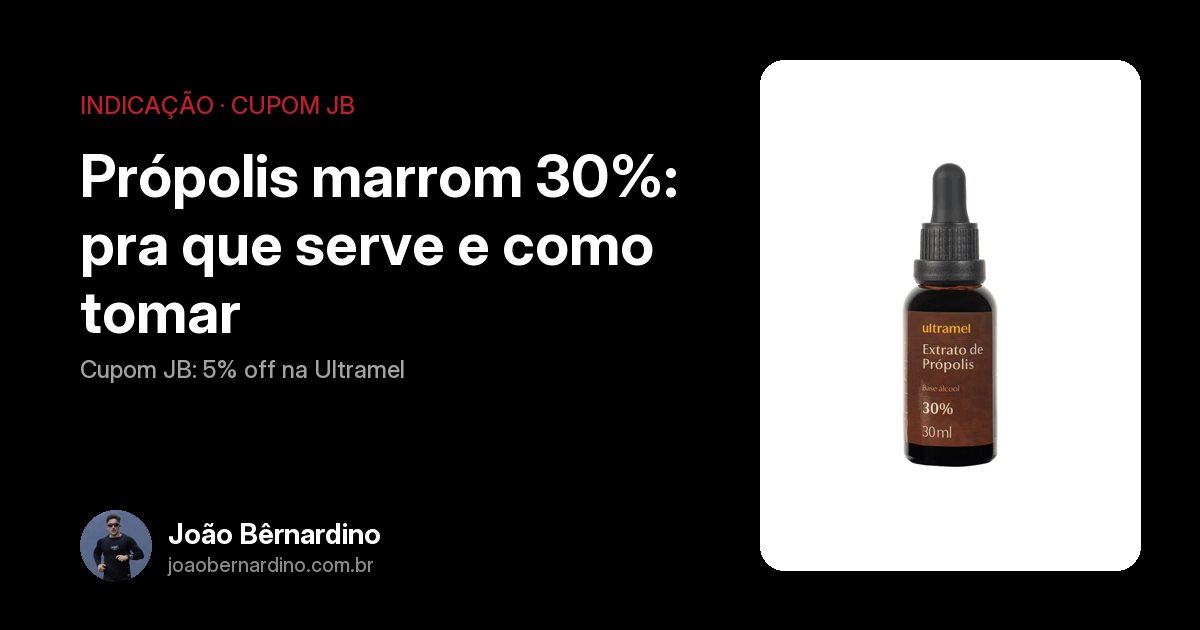 INDICAÇÃO · CUPOM JB
Própolis marrom 30%:
pra que serve e como
tomar
Cupom JB: 5% off na Ultramel
João Bêrnardino
joaobernardino.com.br
ultramel
Extrato de
Própolis
Base álcool
30%
30ml